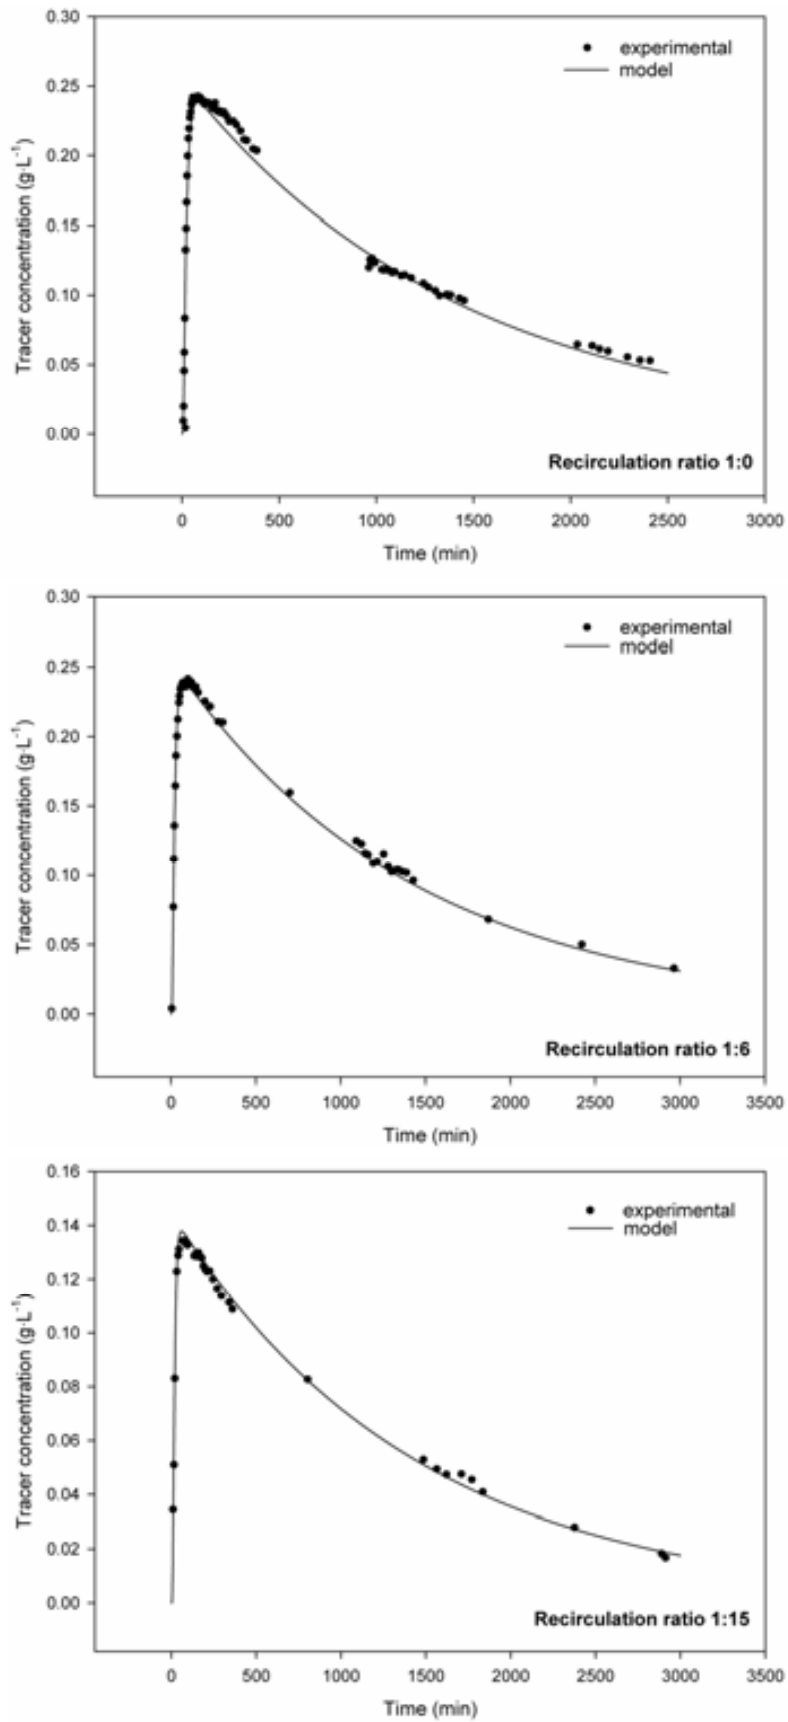 0.30
0.25
0.20
0.15
0.10
0.05
0.00
Tracer concentration (g·L⁻¹)
experimental
model
Recirculation ratio 1:0
0 500 1000 1500 2000 2500 3000
Time (min)
0.30
0.25
0.20
0.15
0.10
0.05
0.00
Tracer concentration (g·L⁻¹)
experimental
model
Recirculation ratio 1:6
0 500 1000 1500 2000 2500 3000 3500
Time (min)
0.16
0.14
0.12
0.10
0.08
0.06
0.04
0.02
0.00
Tracer concentration (g·L⁻¹)
experimental
model
Recirculation ratio 1:15
0 500 1000 1500 2000 2500 3000 3500
Time (min)